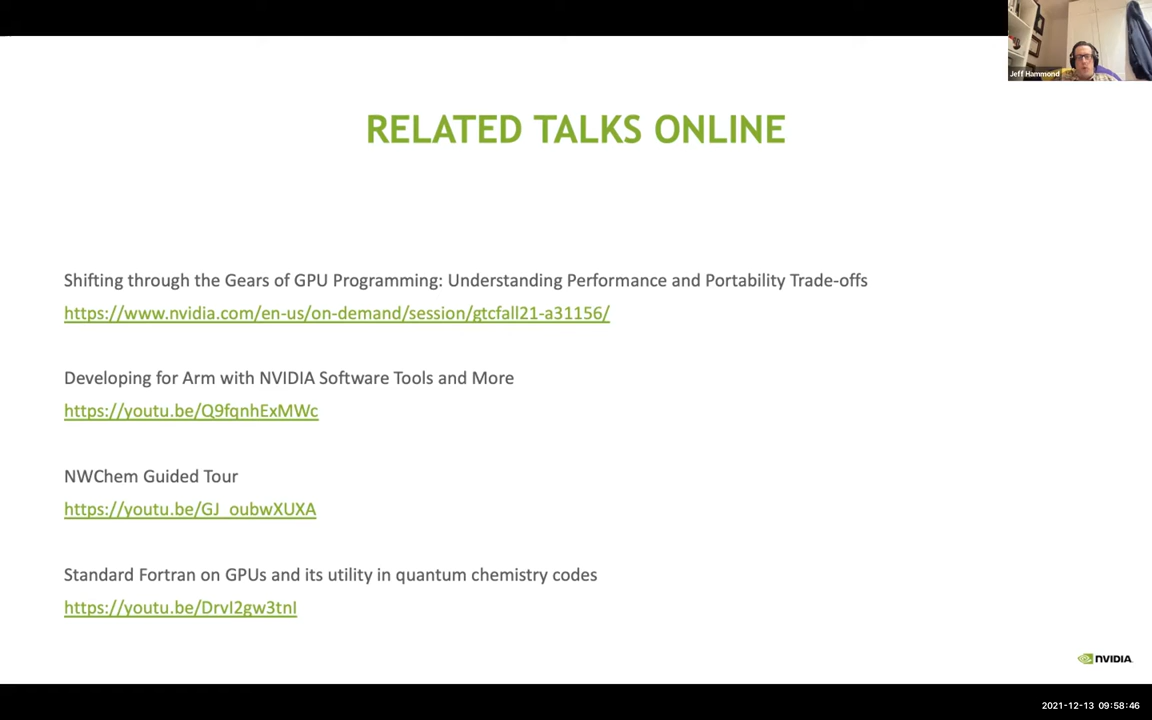 Jeff Hammond
RELATED TALKS ONLINE
Shifting through the Gears of GPU Programming: Understanding Performance and Portability Trade-offs
https://www.nvidia.com/en-us/on-demand/session/gtcfall21-a31156/
Developing for Arm with NVIDIA Software Tools and More
https://youtu.be/Q9fqnhExMWc
NWChem Guided Tour
https://youtu.be/GJ_oubwXUXA
Standard Fortran on GPUs and its utility in quantum chemistry codes
https://youtu.be/DrvI2gw3tnI
NVIDIA.
2021-12-13 09:58:46